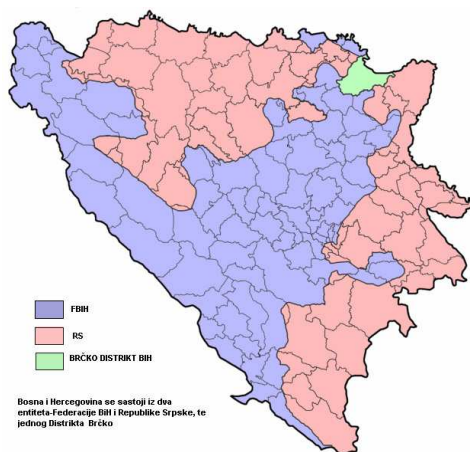 FBIH
RS
BRČKO DISTRIKT BIH
Bosna i Hercegovina se sastoji iz dva
entiteta-Federacije BiH i Republike Srpske, te
jednog Distrikta Brčko